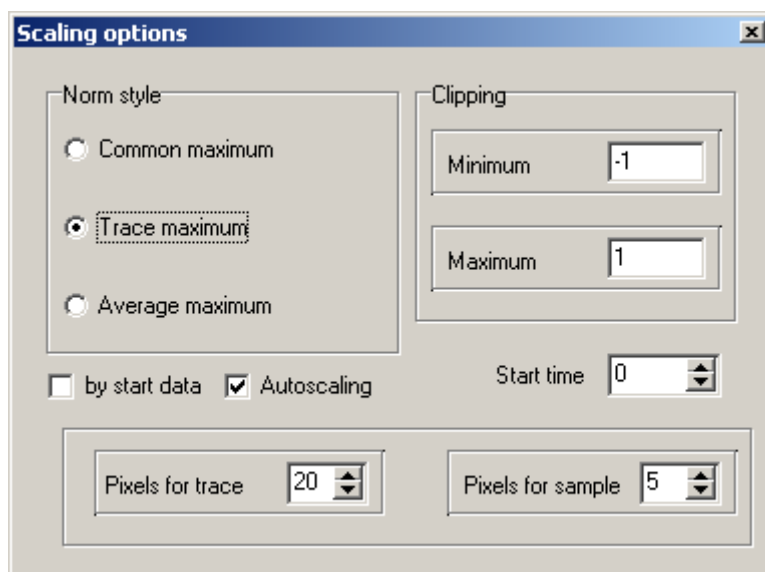 Scaling options
Norm style
Common maximum
Trace maximum
Average maximum
Clipping
Minimum -1
Maximum 1
by start data Autoscaling
Start time 0
Pixels for trace 20
Pixels for sample 5